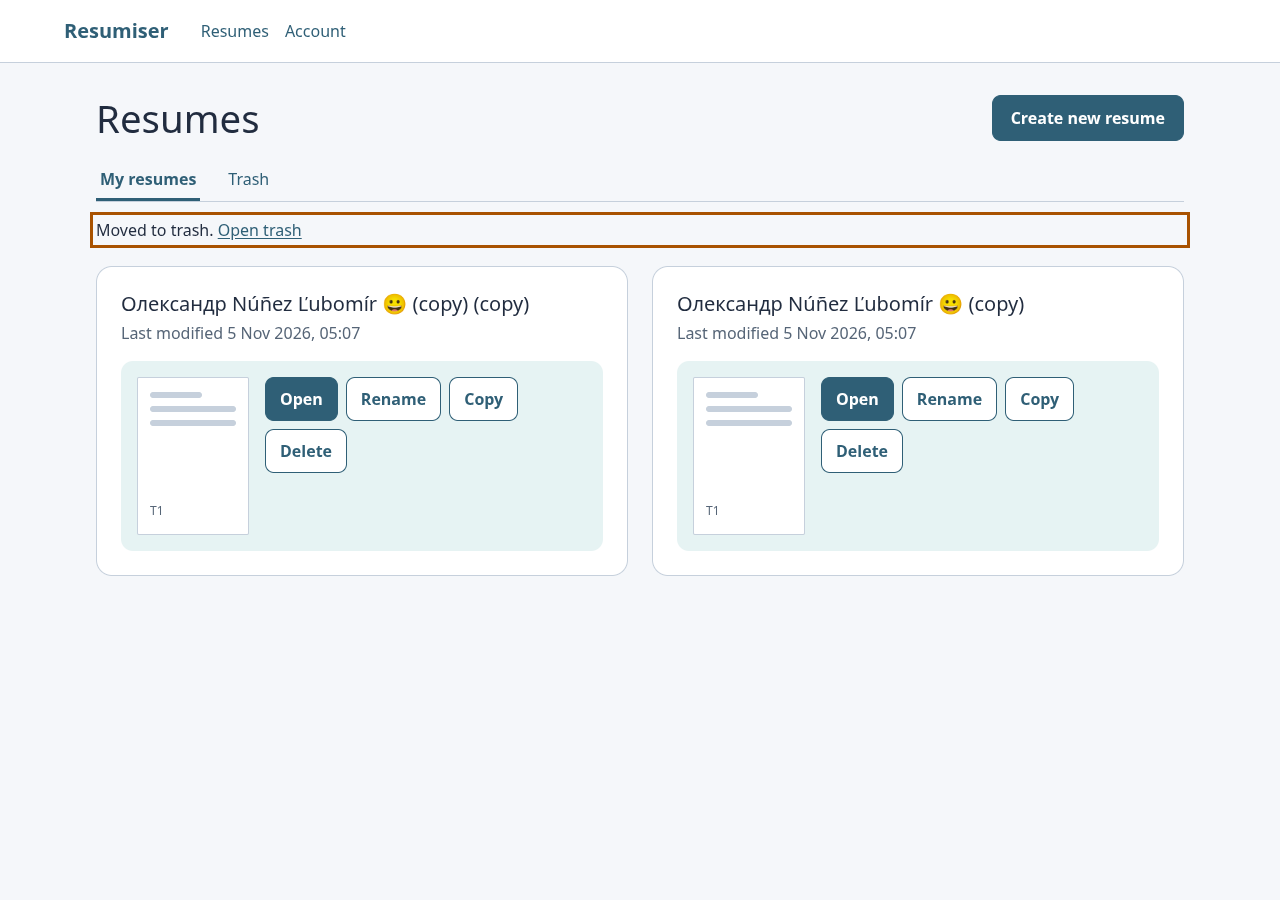 Resumiser Resumes Account
Resumes
Create new resume
My resumes Trash
Moved to trash. Open trash
Олександр Núñez Ľubomír 😀 (copy) (copy)
Last modified 5 Nov 2026, 05:07
T1
Open Rename Copy
Delete
Олександр Núñez Ľubomír 😀 (copy)
Last modified 5 Nov 2026, 05:07
T1
Open Rename Copy
Delete